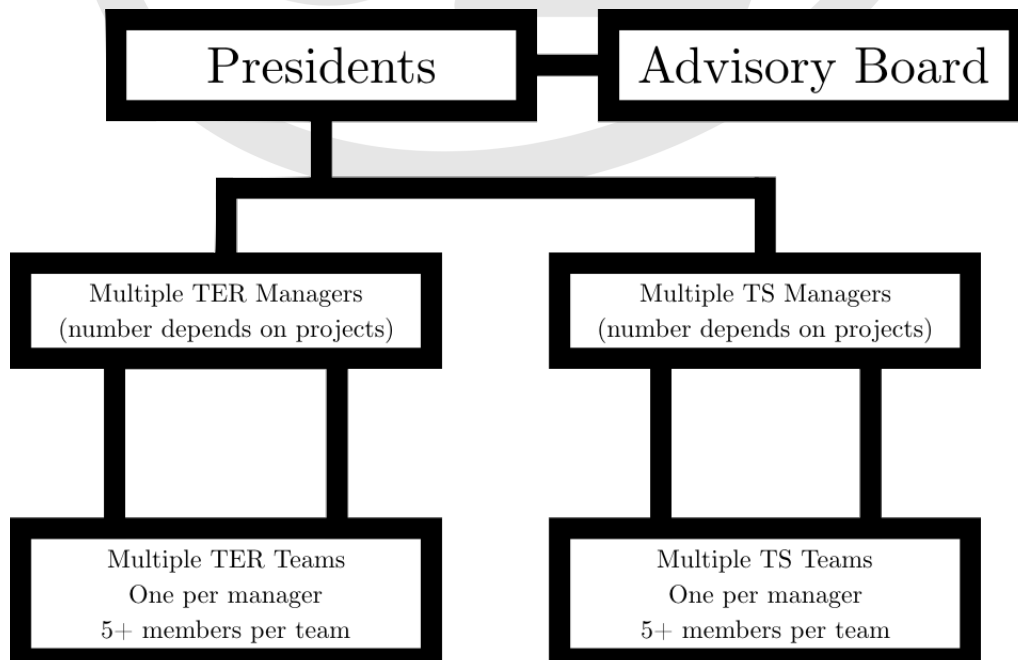 Presidents
Advisory Board
Multiple TER Managers
(number depends on projects)
Multiple TS Managers
(number depends on projects)
Multiple TER Teams
One per manager
5+ members per team
Multiple TS Teams
One per manager
5+ members per team